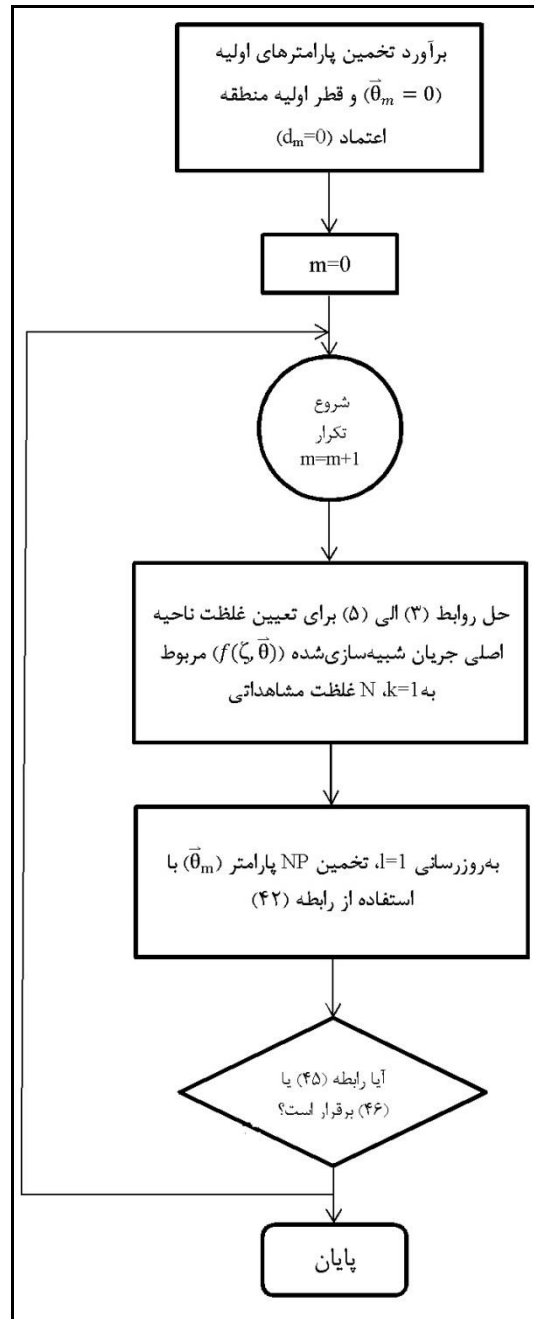 برآورد تخمین پارامترهای اولیه
(θ⃗ₘ = 0) و قطر اولیه منطقه
اعتماد (dₘ=0)
m=0
شروع
تکرار
m=m+1
حل روابط (۳) الی (۵) برای تعیین غلظت ناحیه
اصلی جریان شبیه‌سازی‌شده (f(ζ, θ⃗)) مربوط
به N ،k=1 غلظت مشاهداتی
به‌روزرسانی l=1، تخمین NP پارامتر (θ⃗ₘ) با
استفاده از رابطه (۴۲)
آیا رابطه (۴۵) یا
(۴۶) برقرار است؟
پایان